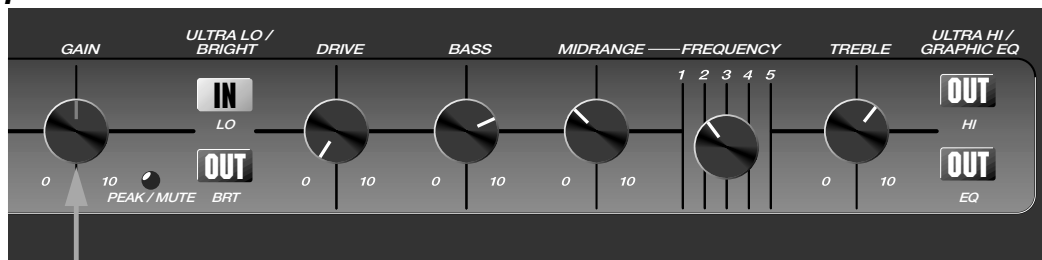 GAIN
ULTRA LO /
BRIGHT
DRIVE
BASS
MIDRANGE
FREQUENCY
TREBLE
ULTRA HI /
GRAPHIC EQ
1 2 3 4 5
IN
LO
OUT
BRT
OUT
HI
OUT
EQ
0 10
PEAK / MUTE
0 10
0 10
0 10
0 10